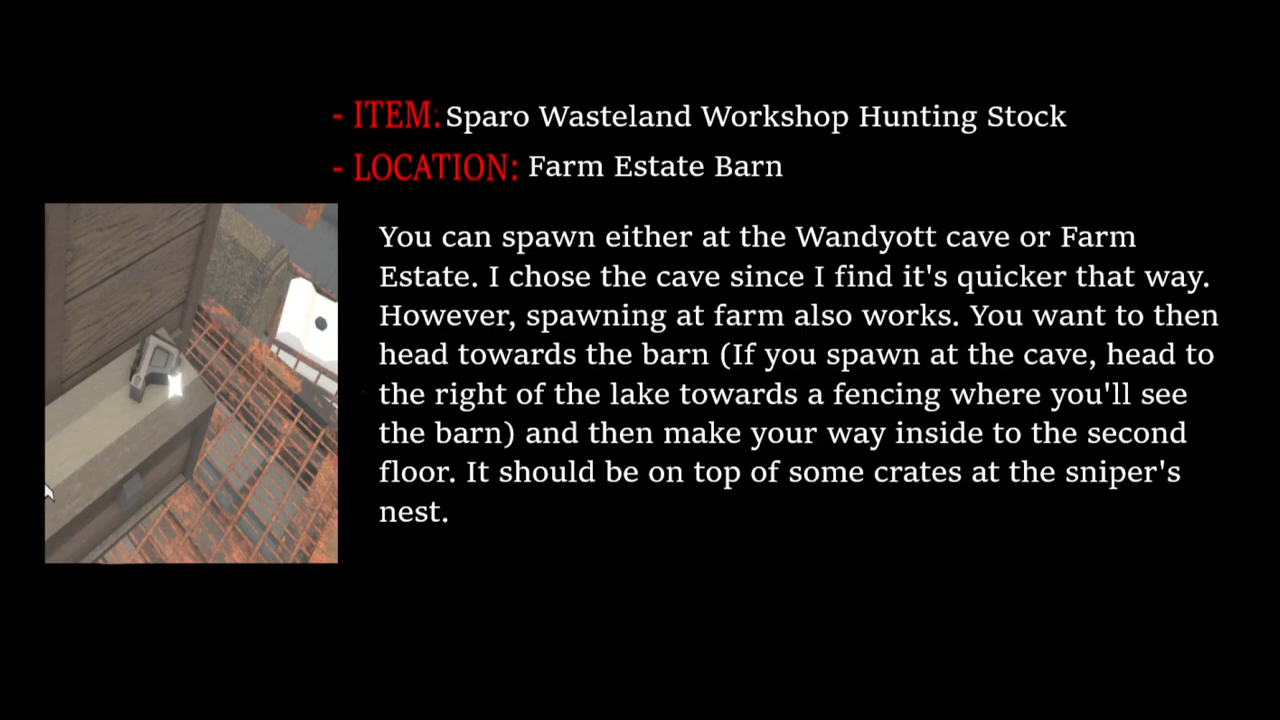 - ITEM: Sparo Wasteland Workshop Hunting Stock
- LOCATION: Farm Estate Barn
You can spawn either at the Wandyott cave or Farm
Estate. I chose the cave since I find it's quicker that way.
However, spawning at farm also works. You want to then
head towards the barn (If you spawn at the cave, head to
the right of the lake towards a fencing where you'll see
the barn) and then make your way inside to the second
floor. It should be on top of some crates at the sniper's
nest.